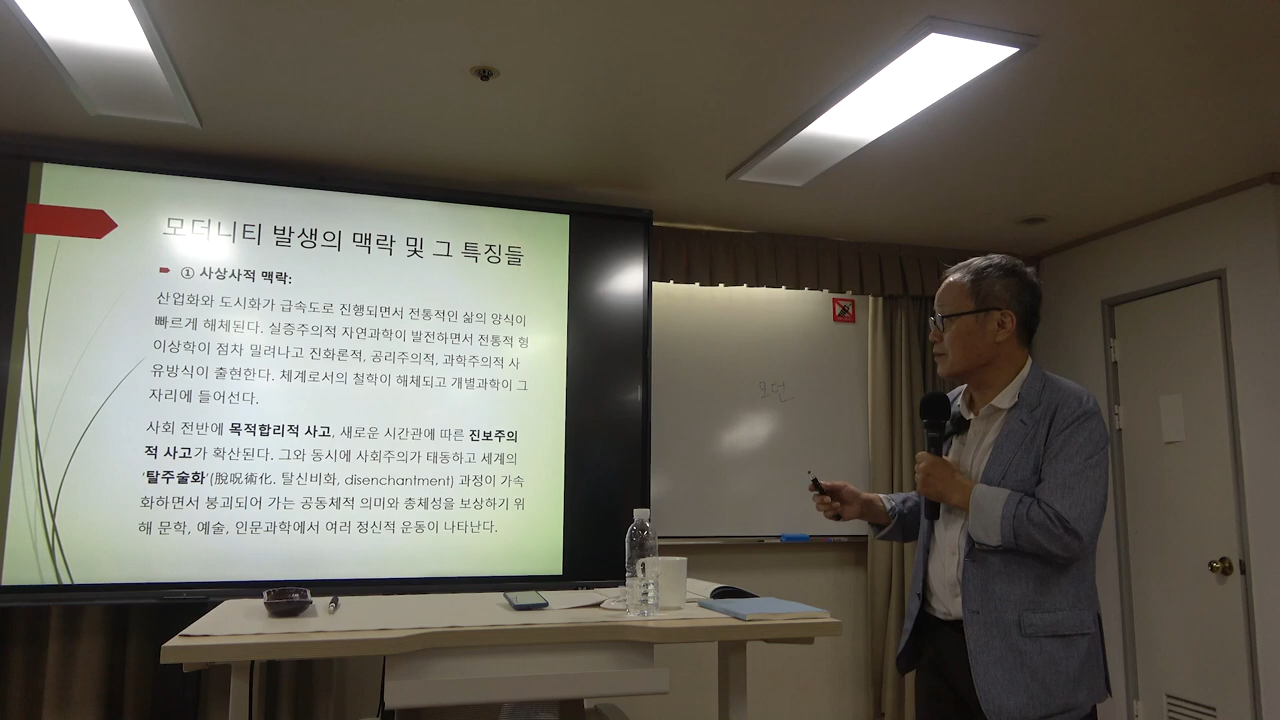 모더니티 발생의 맥락 및 그 특징들
① 사상사적 맥락:
산업화와 도시화가 급속도로 진행되면서 전통적인 삶의 양식이
빠르게 해체된다. 실증주의적 자연과학이 발전하면서 전통적 형
이상학이 점차 밀려나고 진화론적, 공리주의적, 과학주의적 사
유방식이 출현한다. 체계로서의 철학이 해체되고 개별과학이 그
자리에 들어선다.
사회 전반에 목적합리적 사고, 새로운 시간관에 따른 진보주의
적 사고가 확산된다. 그와 동시에 사회주의가 태동하고 세계의
‘탈주술화’(脫呪術化. 탈신비화, disenchantment) 과정이 가속
화하면서 붕괴되어 가는 공동체적 의미와 총체성을 보상하기 위
해 문학, 예술, 인문과학에서 여러 정신적 운동이 나타난다.
모던